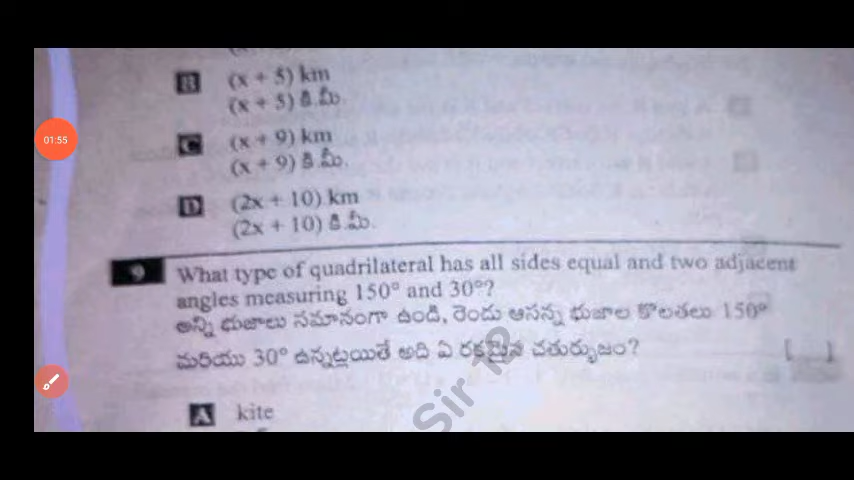 B (x + 5) km
(x + 5) కి.మీ.
C (x + 9) km
(x + 9) కి.మీ.
D (2x + 10) km
(2x + 10) కి.మీ.
9 What type of quadrilateral has all sides equal and two adjacent
angles measuring 150° and 30°?
అన్ని భుజాలు సమానంగా ఉండి, రెండు ఆసన్న భుజాల కొలతలు 150°
మరియు 30° ఉన్నట్లయితే అది ఏ రకమైన చతుర్భుజం? [ ]
A kite
01:55
Sir 12